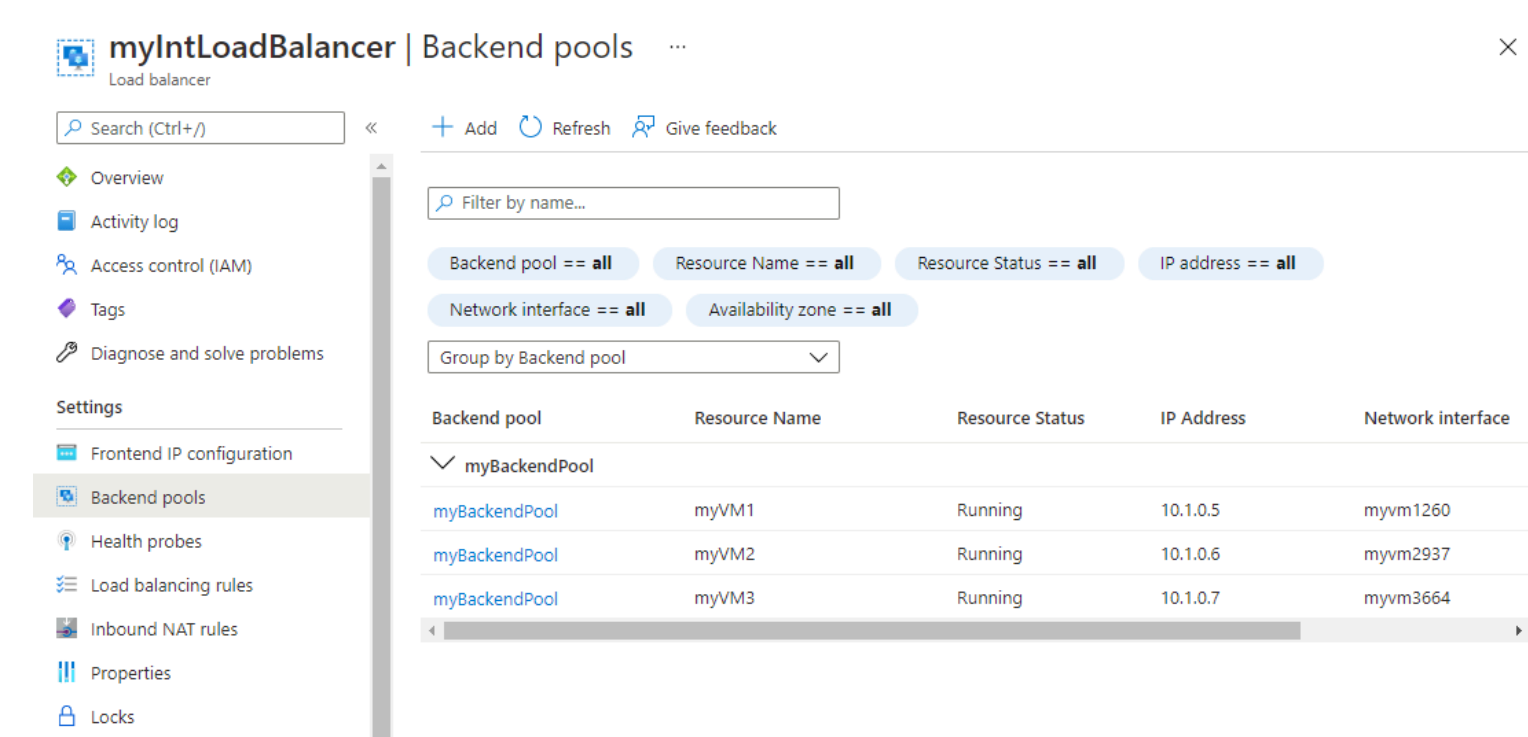 myIntLoadBalancer | Backend pools ...
Load balancer
Search (Ctrl+/)
«
Add
Refresh
Give feedback
Overview
Activity log
Access control (IAM)
Tags
Diagnose and solve problems
Settings
Frontend IP configuration
Backend pools
Health probes
Load balancing rules
Inbound NAT rules
Properties
Locks
Filter by name...
Backend pool == all Resource Name == all Resource Status == all IP address == all
Network interface == all Availability zone == all
Group by Backend pool
Backend pool Resource Name Resource Status IP Address Network interface
myBackendPool
myBackendPool myVM1 Running 10.1.0.5 myvm1260
myBackendPool myVM2 Running 10.1.0.6 myvm2937
myBackendPool myVM3 Running 10.1.0.7 myvm3664